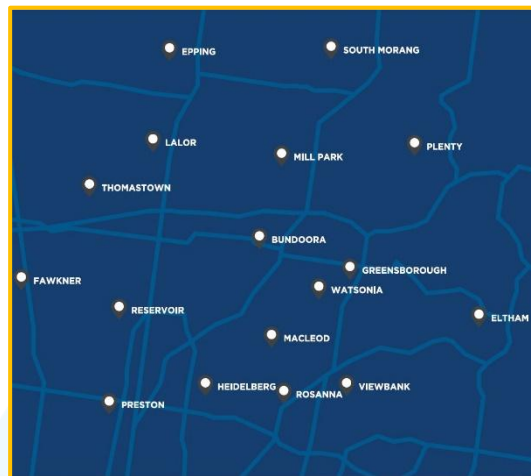 EPPING
SOUTH MORANG
LALOR
MILL PARK
PLENTY
THOMASTOWN
BUNDOORA
GREENSBOROUGH
FAWKNER
WATSONIA
RESERVOIR
ELTHAM
MACLEOD
HEIDELBERG
ROSANNA
VIEWBANK
PRESTON